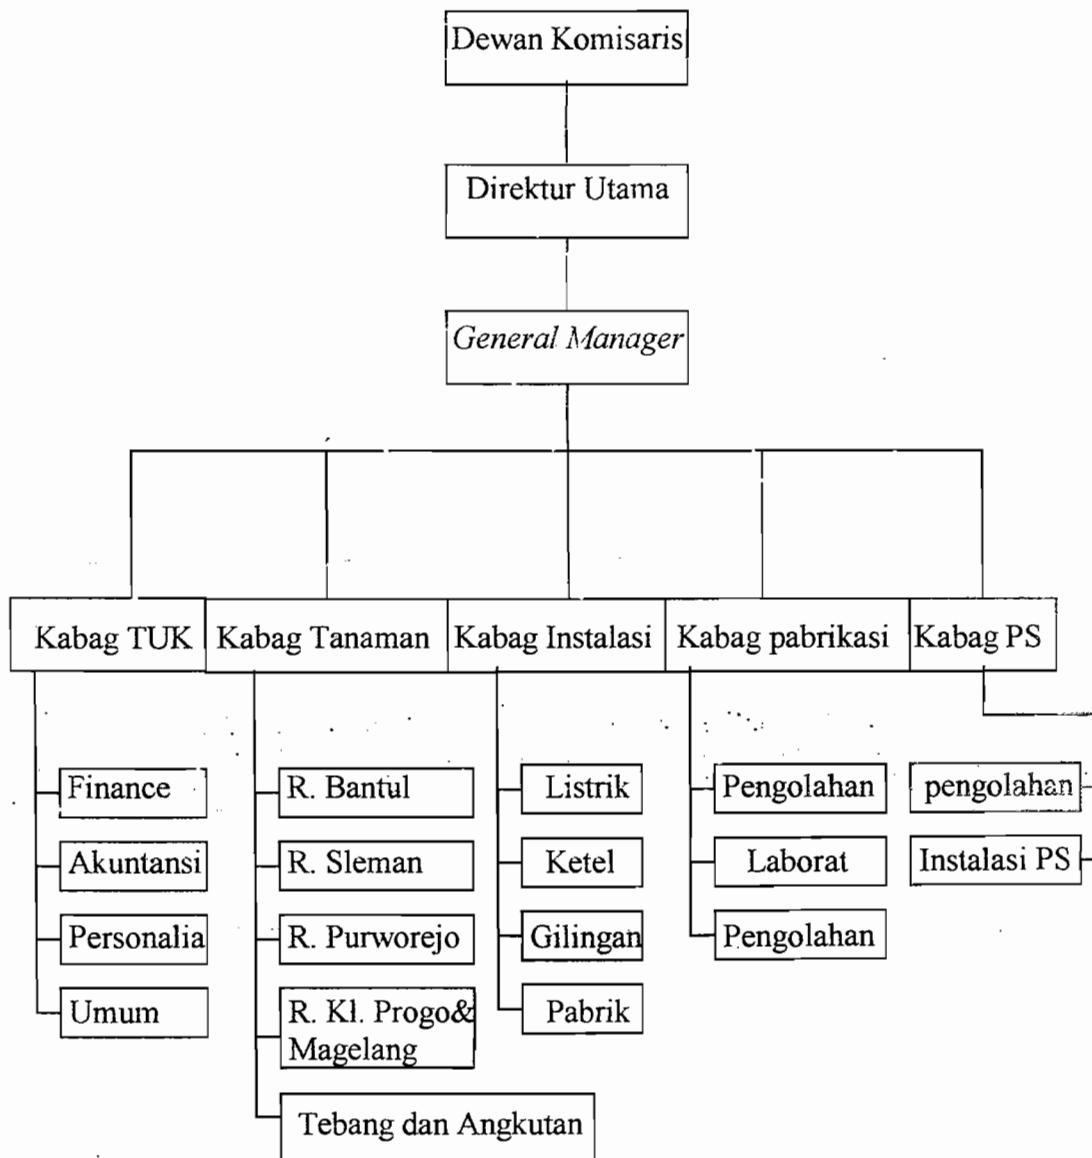 Dewan Komisaris
Direktur Utama
General Manager
Kabag TUK
Kabag Tanaman
Kabag Instalasi
Kabag pabrikasi
Kabag PS
Finance
Akuntansi
Personalia
Umum
R. Bantul
R. Sleman
R. Purworejo
R. Kl. Progo&
Magelang
Tebang dan Angkutan
Listrik
Ketel
Gilingan
Pabrik
Pengolahan
Laborat
Pengolahan
pengolahan
Instalasi PS